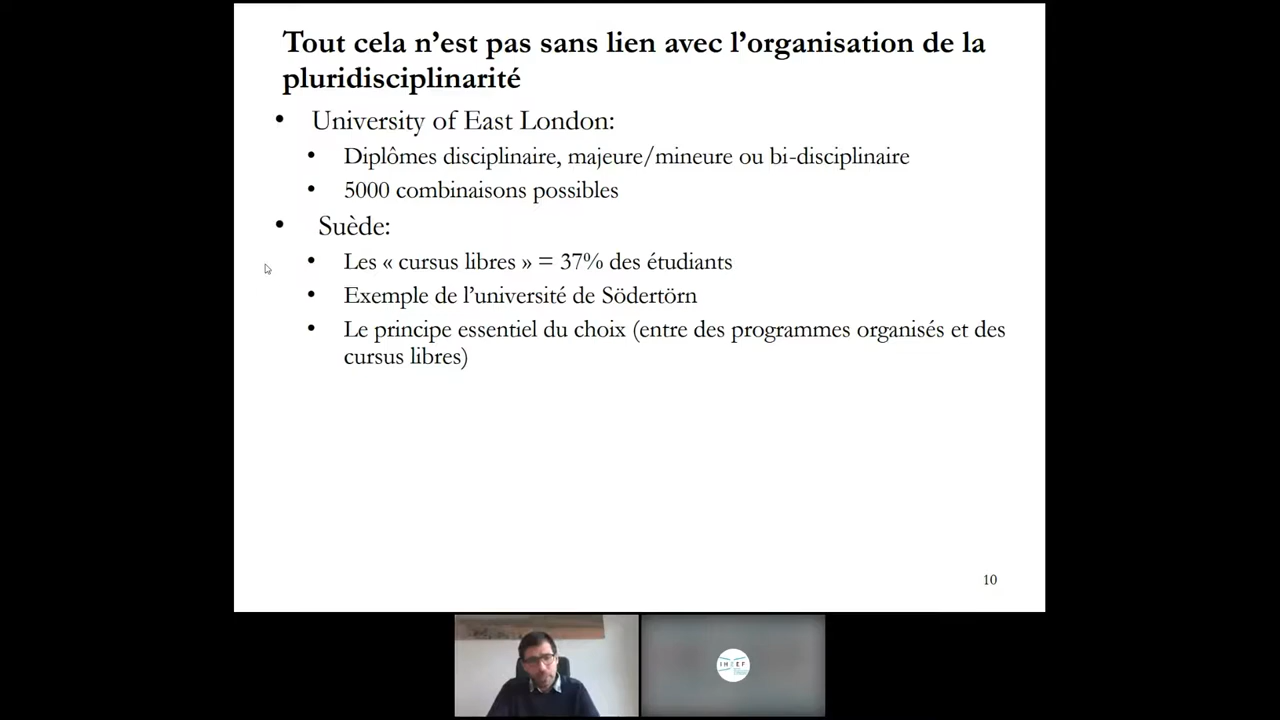 Tout cela n’est pas sans lien avec l’organisation de la
pluridisciplinarité
• University of East London:
• Diplômes disciplinaire, majeure/mineure ou bi-disciplinaire
• 5000 combinaisons possibles
• Suède:
• Les « cursus libres » = 37% des étudiants
• Exemple de l’université de Södertörn
• Le principe essentiel du choix (entre des programmes organisés et des
cursus libres)
10
IH2EF